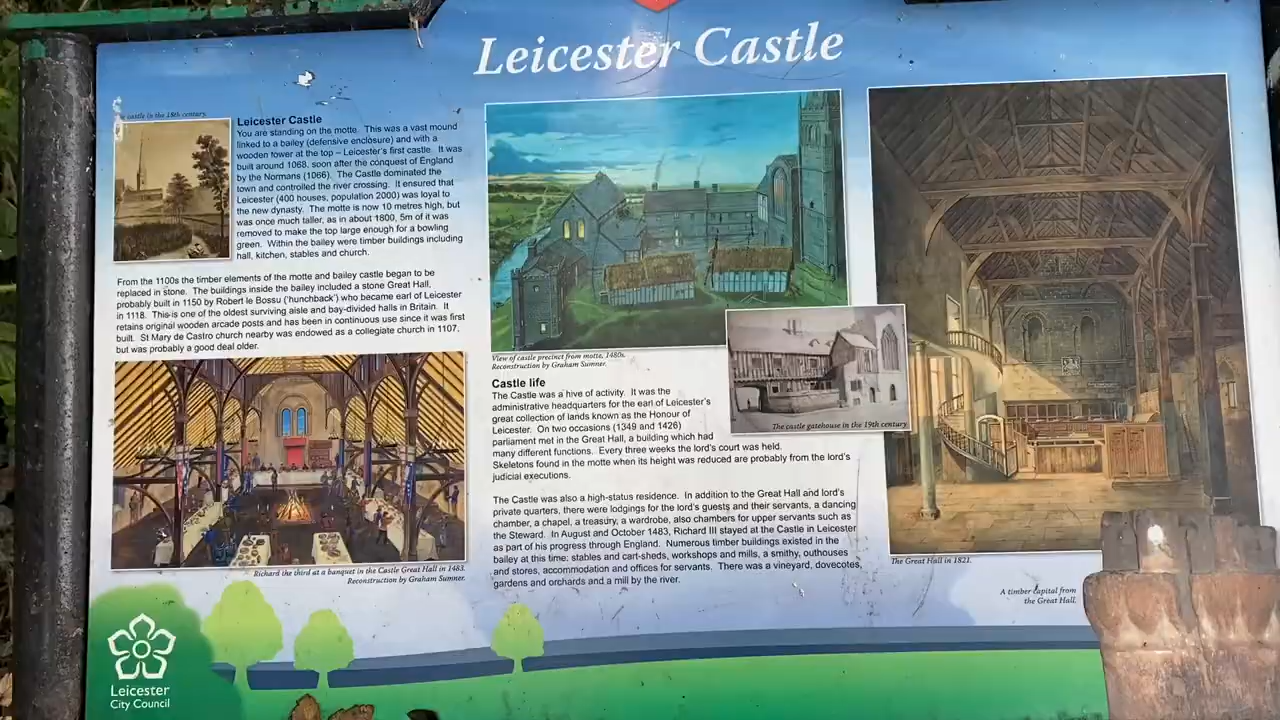 Leicester Castle
castle in the 18th century.
Leicester Castle
You are standing on the motte. This was a vast mound
linked to a bailey (defensive enclosure) and with a
wooden tower at the top – Leicester's first castle. It was
built around 1068, soon after the conquest of England
by the Normans (1066). The Castle dominated the
town and controlled the river crossing. It ensured that
Leicester (400 houses, population 2000) was loyal to
the new dynasty. The motte is now 10 metres high, but
was once much taller, as in about 1800, 5m of it was
removed to make the top large enough for a bowling
green. Within the bailey were timber buildings including
hall, kitchen, stables and church.
From the 1100s the timber elements of the motte and bailey castle began to be
replaced in stone. The buildings inside the bailey included a stone Great Hall,
probably built in 1150 by Robert le Bossu ('hunchback') who became earl of Leicester
in 1118. This is one of the oldest surviving aisle and bay-divided halls in Britain. It
retains original wooden arcade posts and has been in continuous use since it was first
built. St Mary de Castro church nearby was endowed as a collegiate church in 1107,
but was probably a good deal older.
Richard the third at a banquet in the Castle Great Hall in 1483.
Reconstruction by Graham Sumner.
View of castle precinct from motte, 1480s.
Reconstruction by Graham Sumner.
Castle life
The Castle was a hive of activity. It was the
administrative headquarters for the earl of Leicester's
great collection of lands known as the Honour of
Leicester. On two occasions (1349 and 1426)
parliament met in the Great Hall, a building which had
many different functions. Every three weeks the lord's court was held.
Skeletons found in the motte when its height was reduced are probably from the lord's
judicial executions.
The castle gatehouse in the 19th century
The Castle was also a high-status residence. In addition to the Great Hall and lord's
private quarters, there were lodgings for the lord's guests and their servants, a dancing
chamber, a chapel, a treasury, a wardrobe, also chambers for upper servants such as
the Steward. In August and October 1483, Richard III stayed at the Castle in Leicester
as part of his progress through England. Numerous timber buildings existed in the
bailey at this time: stables and cart-sheds, workshops and mills, a smithy, outhouses
and stores, accommodation and offices for servants. There was a vineyard, dovecotes,
gardens and orchards and a mill by the river.
The Great Hall in 1821.
A timber capital from
the Great Hall.
Leicester
City Council